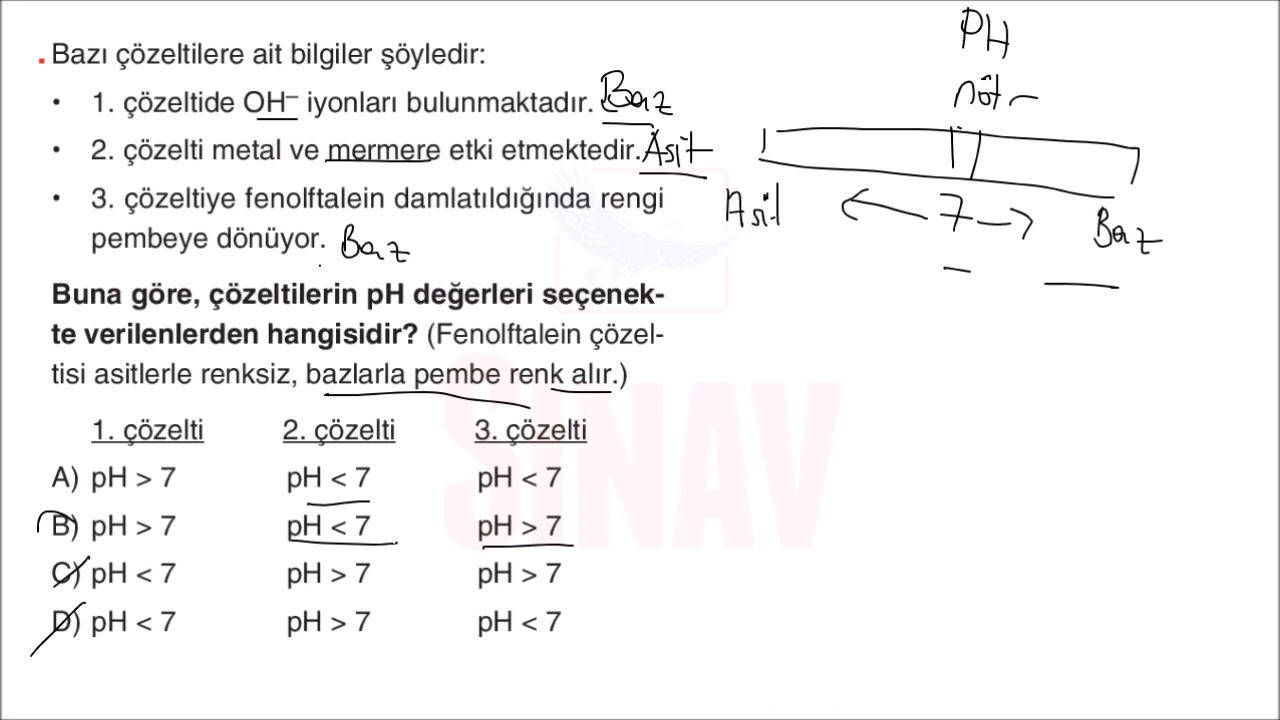 . Bazı çözeltilere ait bilgiler şöyledir:
• 1. çözeltide OH⁻ iyonları bulunmaktadır. Baz
• 2. çözelti metal ve mermere etki etmektedir. Asit
• 3. çözeltiye fenolftalein damlatıldığında rengi
pembeye dönüyor. Baz
Buna göre, çözeltilerin pH değerleri seçenek-
te verilenlerden hangisidir? (Fenolftalein çözel-
tisi asitlerle renksiz, bazlarla pembe renk alır.)
1. çözelti 2. çözelti 3. çözelti
A) pH > 7 pH < 7 pH < 7
B) pH > 7 pH < 7 pH > 7
C) pH < 7 pH > 7 pH > 7
D) pH < 7 pH > 7 pH < 7
PH
nötr
Asit ← 7 → Baz
SINAV